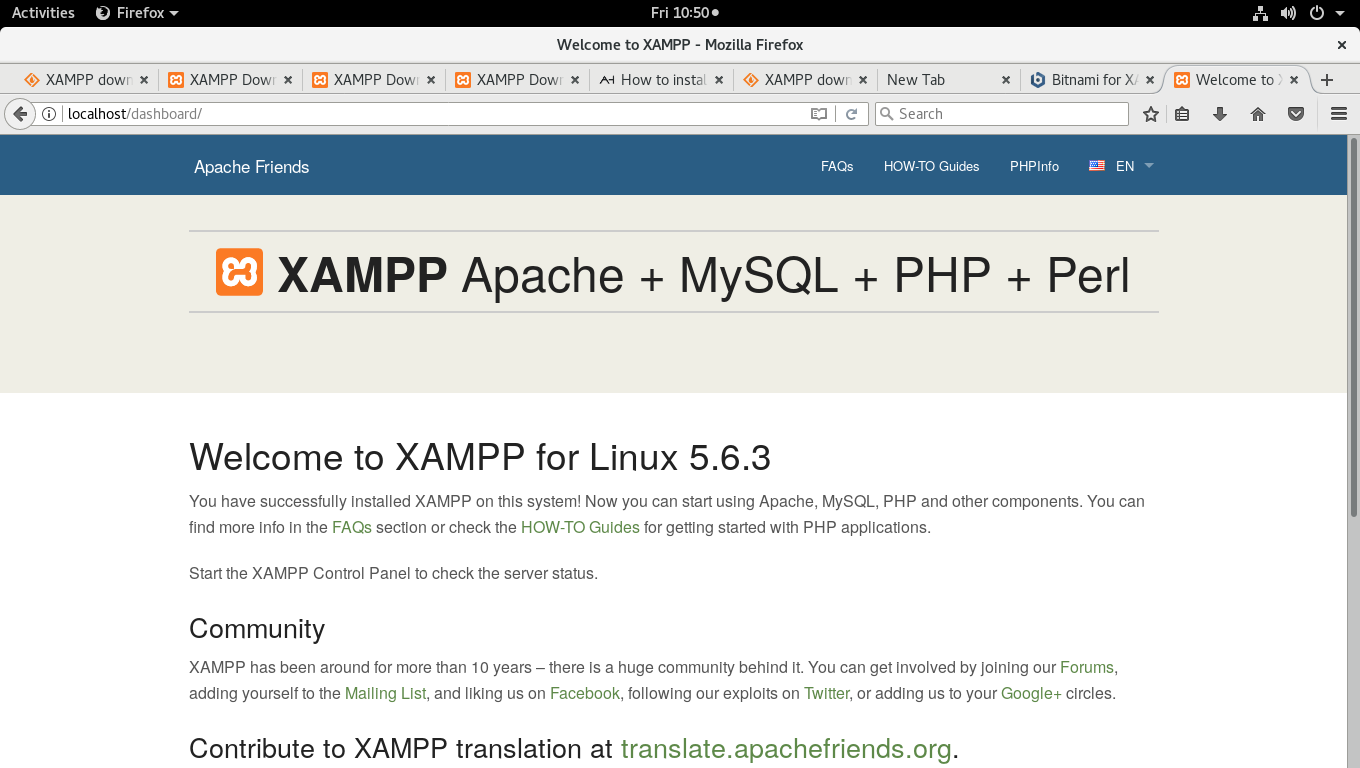 Activities Firefox Fri 10:50
Welcome to XAMPP - Mozilla Firefox
XAMPP down XAMPP Dow XAMPP Dow XAMPP Dow How to instal XAMPP down New Tab Bitnami for XA Welcome to X
localhost/dashboard/ Search
Apache Friends FAQs HOW-TO Guides PHPInfo EN
XAMPP Apache + MySQL + PHP + Perl
Welcome to XAMPP for Linux 5.6.3
You have successfully installed XAMPP on this system! Now you can start using Apache, MySQL, PHP and other components. You can
find more info in the FAQs section or check the HOW-TO Guides for getting started with PHP applications.
Start the XAMPP Control Panel to check the server status.
Community
XAMPP has been around for more than 10 years – there is a huge community behind it. You can get involved by joining our Forums,
adding yourself to the Mailing List, and liking us on Facebook, following our exploits on Twitter, or adding us to your Google+ circles.
Contribute to XAMPP translation at translate.apachefriends.org.